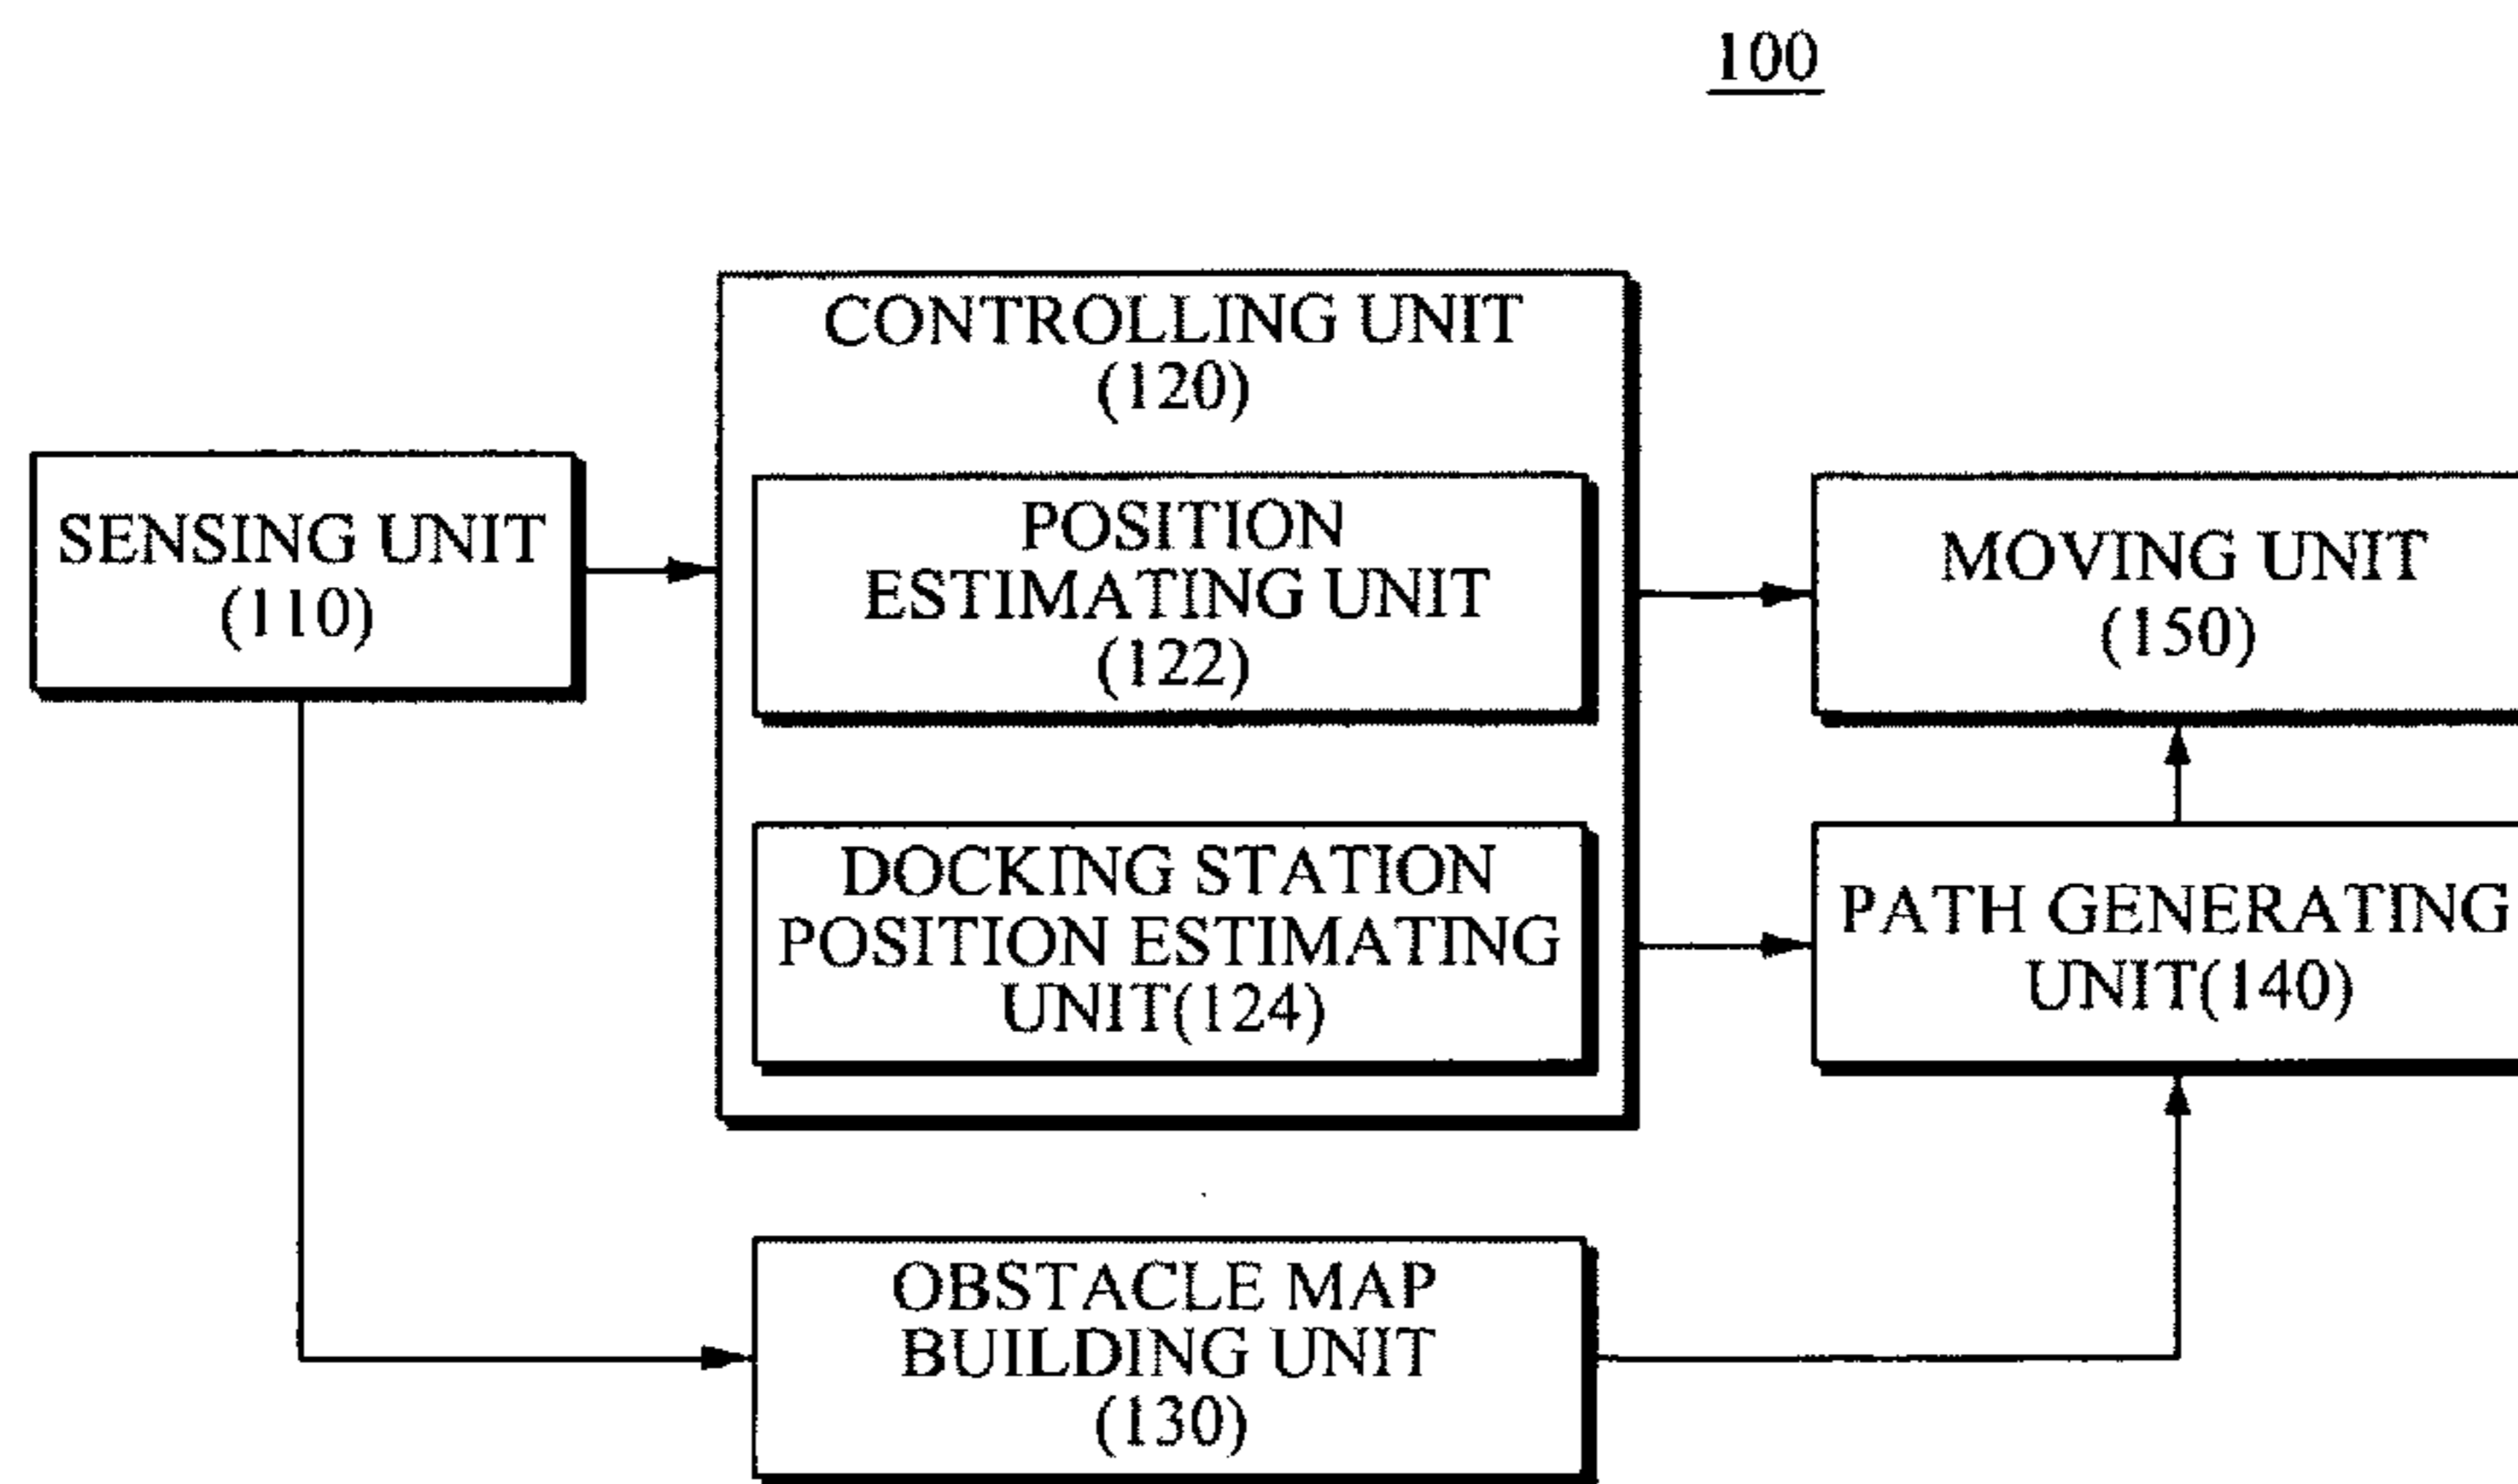 100
CONTROLLING UNIT
(120)
SENSING UNIT
(110)
POSITION
ESTIMATING UNIT
(122)
MOVING UNIT
(150)
DOCKING STATION
POSITION ESTIMATING
UNIT(124)
PATH GENERATING
UNIT(140)
OBSTACLE MAP
BUILDING UNIT
(130)